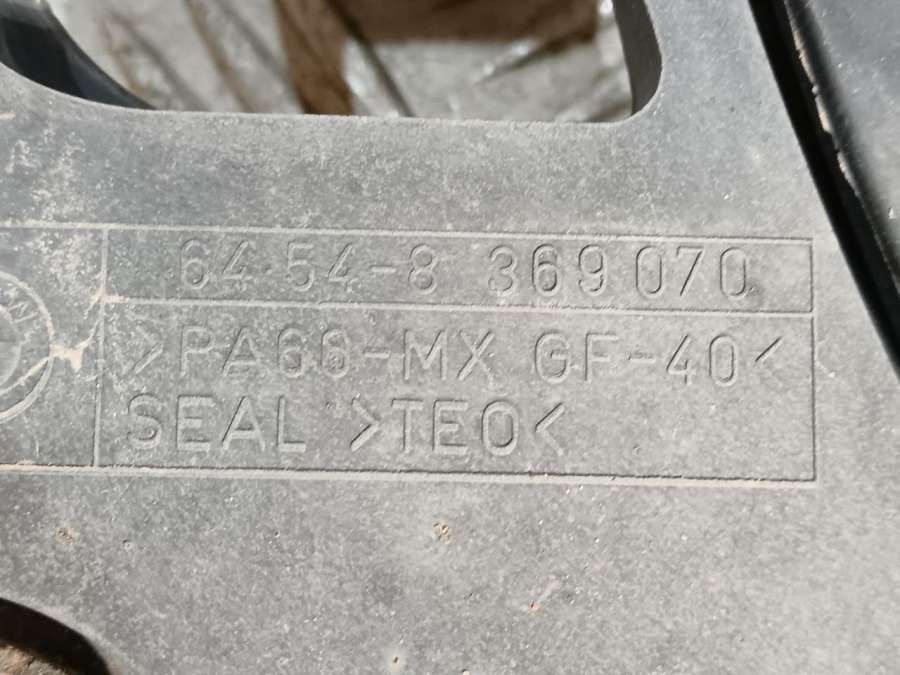 64.54-8 369 070
>PA66-MX GF-40<
SEAL >TEO<